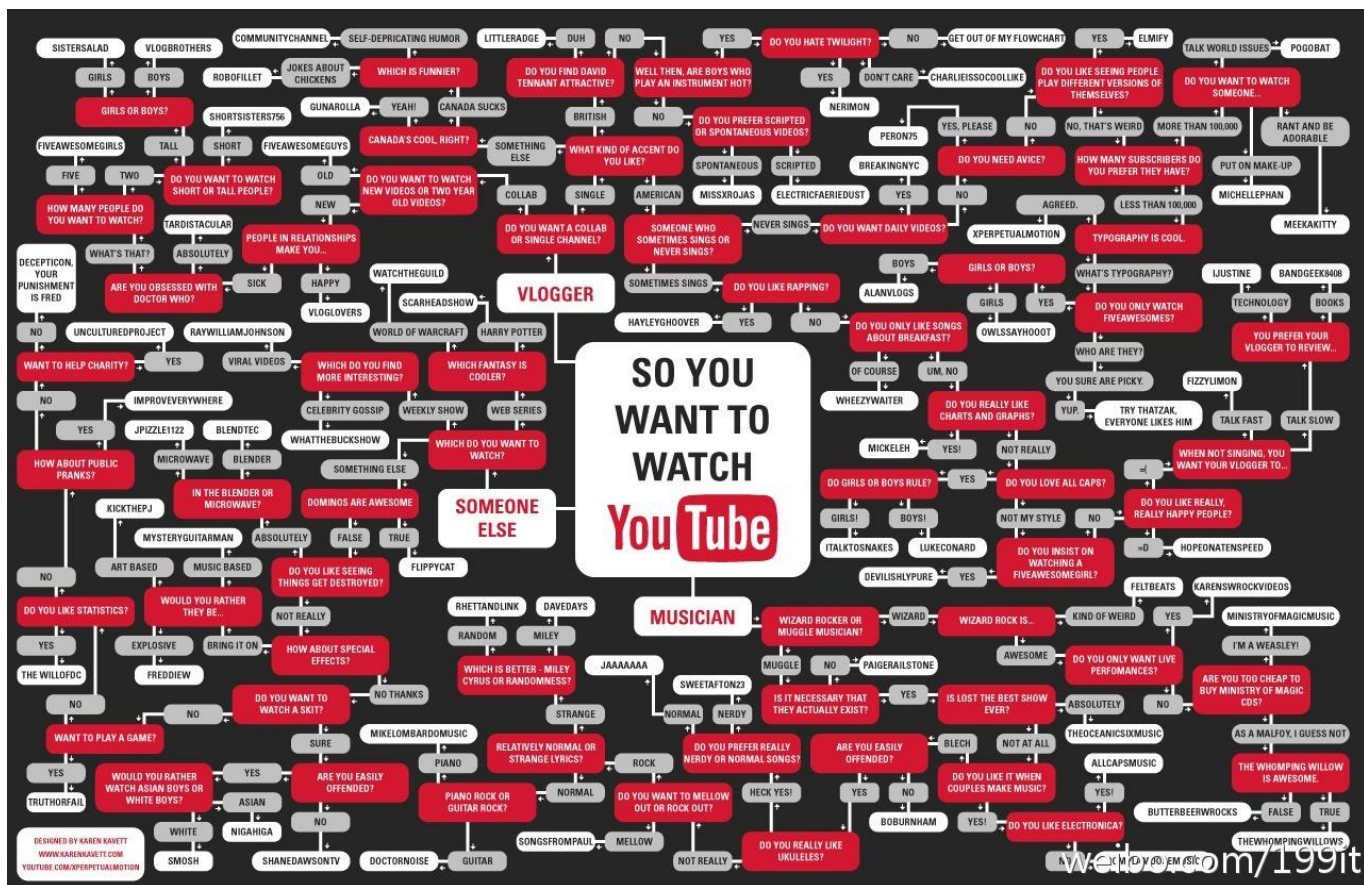 COMMUNITYCHANNEL
SELF-DEPRICATING HUMOR
LITTLERADGE
DUH
NO
YES
DO YOU HATE TWILIGHT?
NO
GET OUT OF MY FLOWCHART
YES
ELMIFY
TALK WORLD ISSUES
POGOBAT
SISTERSALAD
VLOGBROTHERS
GIRLS
BOYS
GIRLS OR BOYS?
ROBOFILLET
JOKES ABOUT
CHICKENS
WHICH IS FUNNIER?
GUNAROLLA
YEAH!
CANADA SUCKS
CANADA'S COOL, RIGHT?
DO YOU FIND DAVID
TENNANT ATTRACTIVE?
WELL THEN, ARE BOYS WHO
PLAY AN INSTRUMENT HOT?
YES
DON'T CARE
CHARLIEISSOCOOLLIKE
NERIMON
DO YOU LIKE SEEING PEOPLE
PLAY DIFFERENT VERSIONS OF
THEMSELVES?
DO YOU WANT TO WATCH
SOMEONE...
RANT AND BE
ADORABLE
PUT ON MAKE-UP
MICHELLEPHAN
MEEKAKITTY
SHORTSISTERS756
TALL
SHORT
FIVEAWESOMEGIRLS
FIVEAWESOMEGUYS
FIVE
TWO
DO YOU WANT TO WATCH
SHORT OR TALL PEOPLE?
OLD
NEW
DO YOU WANT TO WATCH
NEW VIDEOS OR TWO YEAR
OLD VIDEOS?
BRITISH
SOMETHING
ELSE
WHAT KIND OF ACCENT DO
YOU LIKE?
NO
DO YOU PREFER SCRIPTED
OR SPONTANEOUS VIDEOS?
SPONTANEOUS
SCRIPTED
MISSXROJAS
ELECTRICFAERIEDUST
PERON75
BREAKINGNYC
YES, PLEASE
NO
NO, THAT'S WEIRD
MORE THAN 100,000
DO YOU NEED AVICE?
HOW MANY SUBSCRIBERS DO
YOU PREFER THEY HAVE?
YES
NO
AGREED.
LESS THAN 100,000
XPERPETUALMOTION
TYPOGRAPHY IS COOL.
HOW MANY PEOPLE DO
YOU WANT TO WATCH?
TARDISTACULAR
WHAT'S THAT?
ABSOLUTELY
ARE YOU OBSESSED WITH
DOCTOR WHO?
SICK
PEOPLE IN RELATIONSHIPS
MAKE YOU...
HAPPY
VLOGLOVERS
COLLAB
SINGLE
AMERICAN
DO YOU WANT A COLLAB
OR SINGLE CHANNEL?
SOMEONE WHO
SOMETIMES SINGS OR
NEVER SINGS?
NEVER SINGS
DO YOU WANT DAILY VIDEOS?
SOMETIMES SINGS
DO YOU LIKE RAPPING?
HAYLEYGHOOVER
YES
NO
BOYS
ALANVLOGS
GIRLS OR BOYS?
GIRLS
OWLSSAYHOOOT
YES
WHAT'S TYPOGRAPHY?
DO YOU ONLY WATCH
FIVEAWESOMES?
WHO ARE THEY?
YOU SURE ARE PICKY.
YUP.
TRY THATZAK,
EVERYONE LIKES HIM
IJUSTINE
BANDGEEK8408
TECHNOLOGY
BOOKS
YOU PREFER YOUR
VLOGGER TO REVIEW...
FIZZYLIMON
TALK FAST
TALK SLOW
WHEN NOT SINGING, YOU
WANT YOUR VLOGGER TO...
=(
DO YOU LIKE REALLY,
REALLY HAPPY PEOPLE?
=D
HOPEONATENSPEED
DECEPTICON,
YOUR
PUNISHMENT
IS FRED
NO
UNCULTUREDPROJECT
WANT TO HELP CHARITY?
YES
NO
YES
IMPROVEEVERYWHERE
HOW ABOUT PUBLIC
PRANKS?
RAYWILLIAMJOHNSON
VIRAL VIDEOS
WHICH DO YOU FIND
MORE INTERESTING?
CELEBRITY GOSSIP
WHATTHEBUCKSHOW
WATCHTHEGUILD
SCARHEADSHOW
WORLD OF WARCRAFT
HARRY POTTER
WHICH FANTASY IS
COOLER?
WEEKLY SHOW
WEB SERIES
WHICH DO YOU WANT TO
WATCH?
SOMETHING ELSE
DOMINOS ARE AWESOME
FALSE
TRUE
FLIPPYCAT
VLOGGER
SO YOU
WANT TO
WATCH
YouTube
SOMEONE
ELSE
MUSICIAN
DO YOU ONLY LIKE SONGS
ABOUT BREAKFAST?
OF COURSE
UM, NO
WHEEZYWAITER
DO YOU REALLY LIKE
CHARTS AND GRAPHS?
MICKELEH
YES!
NOT REALLY
DO GIRLS OR BOYS RULE?
YES
DO YOU LOVE ALL CAPS?
GIRLS!
BOYS!
ITALKTOSNAKES
LUKECONARD
NOT MY STYLE
NO
DO YOU INSIST ON
WATCHING A
FIVEAWESOMEGIRL?
DEVILISHLYPURE
YES
JPIZZLE1122
BLENDTEC
MICROWAVE
BLENDER
IN THE BLENDER OR
MICROWAVE?
KICKTHEPJ
MYSTERYGUITARMAN
ABSOLUTELY
ART BASED
MUSIC BASED
DO YOU LIKE SEEING
THINGS GET DESTROYED?
NOT REALLY
WOULD YOU RATHER
THEY BE...
EXPLOSIVE
BRING IT ON
FREDDIEW
HOW ABOUT SPECIAL
EFFECTS?
NO THANKS
NO
DO YOU LIKE STATISTICS?
YES
THE WILLOFDC
NO
DO YOU WANT TO
WATCH A SKIT?
NO
SURE
WANT TO PLAY A GAME?
YES
TRUTHORFAIL
WOULD YOU RATHER
WATCH ASIAN BOYS OR
WHITE BOYS?
YES
ASIAN
WHITE
NIGAHIGA
SMOSH
ARE YOU EASILY
OFFENDED?
NO
SHANEDAWSONTV
RHETTANDLINK
DAVEDAYS
RANDOM
MILEY
WHICH IS BETTER - MILEY
CYRUS OR RANDOMNESS?
STRANGE
MIKELOMBARDOMUSIC
PIANO
RELATIVELY NORMAL OR
STRANGE LYRICS?
NORMAL
ROCK
PIANO ROCK OR
GUITAR ROCK?
GUITAR
DOCTORNOISE
DO YOU WANT TO MELLOW
OUT OR ROCK OUT?
SONGSFROMPAUL
MELLOW
JAAAAAAA
SWEETAFTON23
NORMAL
NERDY
DO YOU PREFER REALLY
NERDY OR NORMAL SONGS?
HECK YES!
NOT REALLY
DO YOU REALLY LIKE
UKULELES?
WIZARD ROCKER OR
MUGGLE MUSICIAN?
WIZARD
WIZARD ROCK IS...
KIND OF WEIRD
FELTBEATS
KARENSWROCKVIDEOS
YES
AWESOME
DO YOU ONLY WANT LIVE
PERFOMANCES?
NO
MUGGLE
NO
PAIGERAILSTONE
IS IT NECESSARY THAT
THEY ACTUALLY EXIST?
YES
IS LOST THE BEST SHOW
EVER?
ABSOLUTELY
THEOCEANICSIXMUSIC
BLECH
NOT AT ALL
ARE YOU EASILY
OFFENDED?
YES
NO
BOBURNHAM
DO YOU LIKE IT WHEN
COUPLES MAKE MUSIC?
YES!
ALLCAPSMUSIC
YES!
DO YOU LIKE ELECTRONICA?
MINISTRYOFMAGICMUSIC
I'M A WEASLEY!
ARE YOU TOO CHEAP TO
BUY MINISTRY OF MAGIC
CDS?
AS A MALFOY, I GUESS NOT
THE WHOMPING WILLOW
IS AWESOME.
BUTTERBEERWROCKS
FALSE
TRUE
THEWHOMPINGWILLOWS
DESIGNED BY KAREN KAVETT
WWW.KARENKAVETT.COM
YOUTUBE.COM/XPERPETUALMOTION
weibo.com/199it